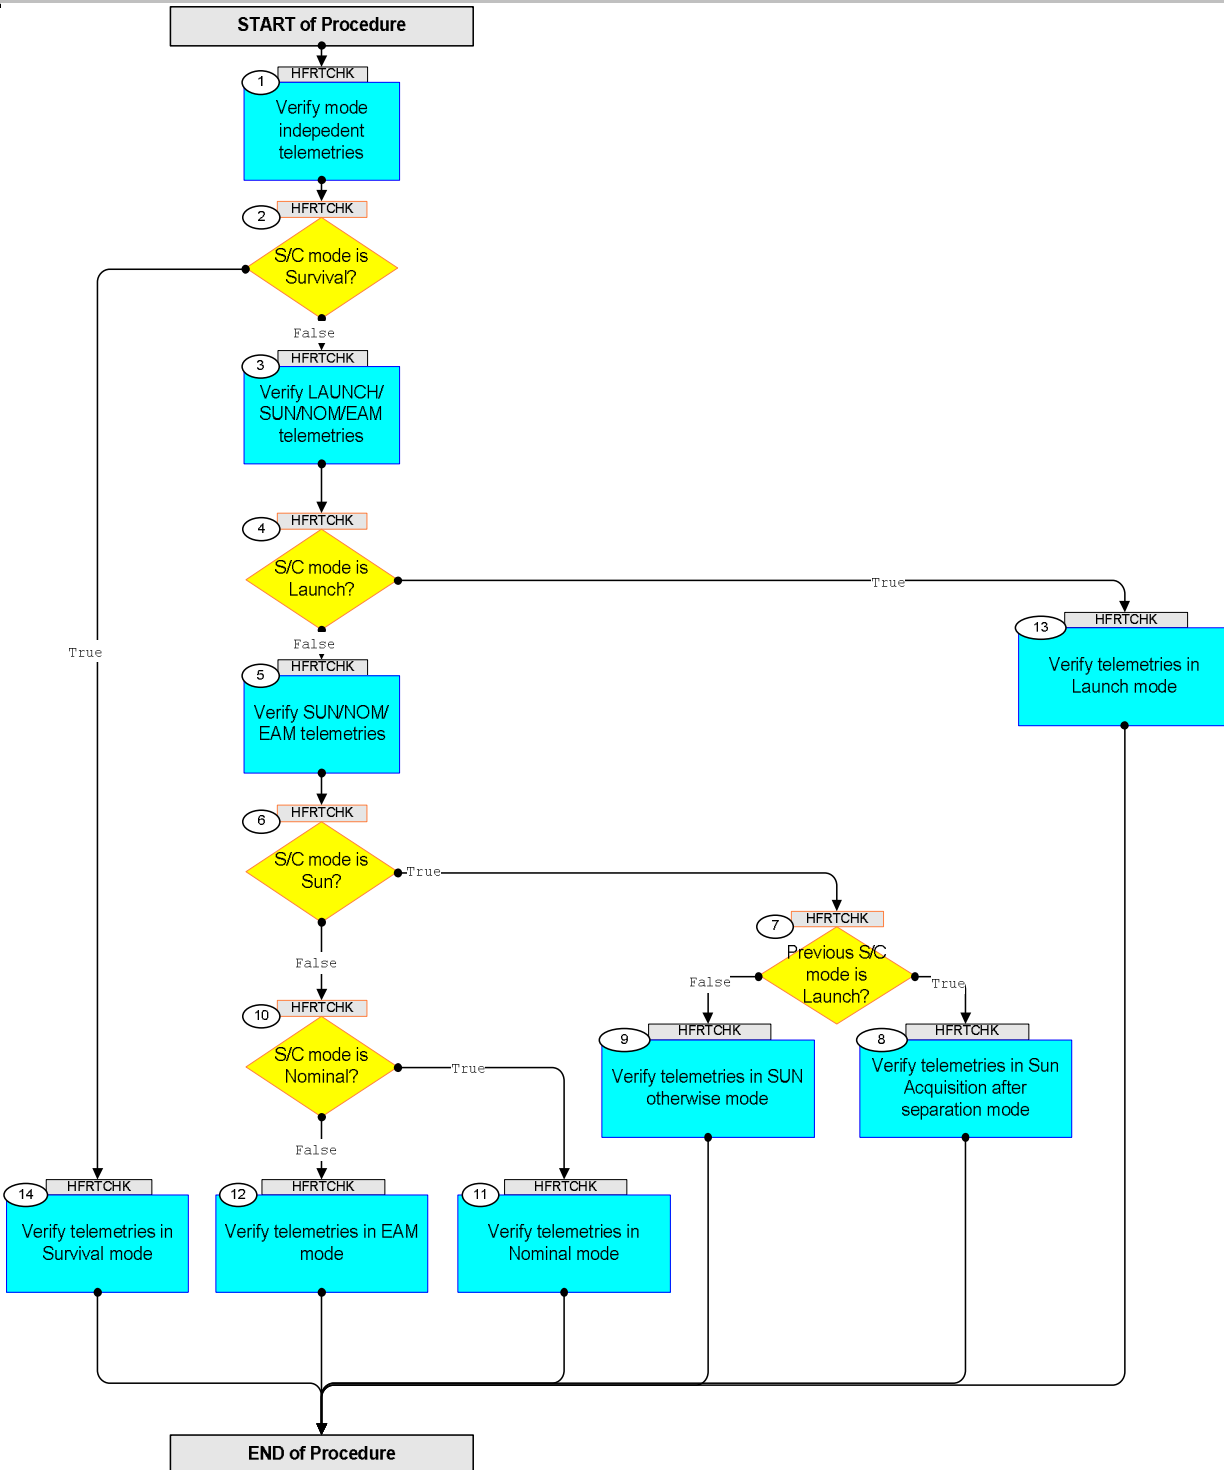 START of Procedure
HFRTCHK
1
Verify mode
indepedent
telemetries
HFRTCHK
2
S/C mode is
Survival?
False
HFRTCHK
3
Verify LAUNCH/
SUN/NOM/EAM
telemetries
HFRTCHK
4
S/C mode is
Launch?
True
False
True
HFRTCHK
13
Verify telemetries in
Launch mode
HFRTCHK
5
Verify SUN/NOM/
EAM telemetries
HFRTCHK
6
S/C mode is
Sun?
True
HFRTCHK
7
Previous S/C
mode is
Launch?
False
True
False
HFRTCHK
10
S/C mode is
Nominal?
True
False
HFRTCHK
9
Verify telemetries in SUN
otherwise mode
HFRTCHK
8
Verify telemetries in Sun
Acquisition after
separation mode
HFRTCHK
14
Verify telemetries in
Survival mode
HFRTCHK
12
Verify telemetries in EAM
mode
HFRTCHK
11
Verify telemetries in
Nominal mode
END of Procedure